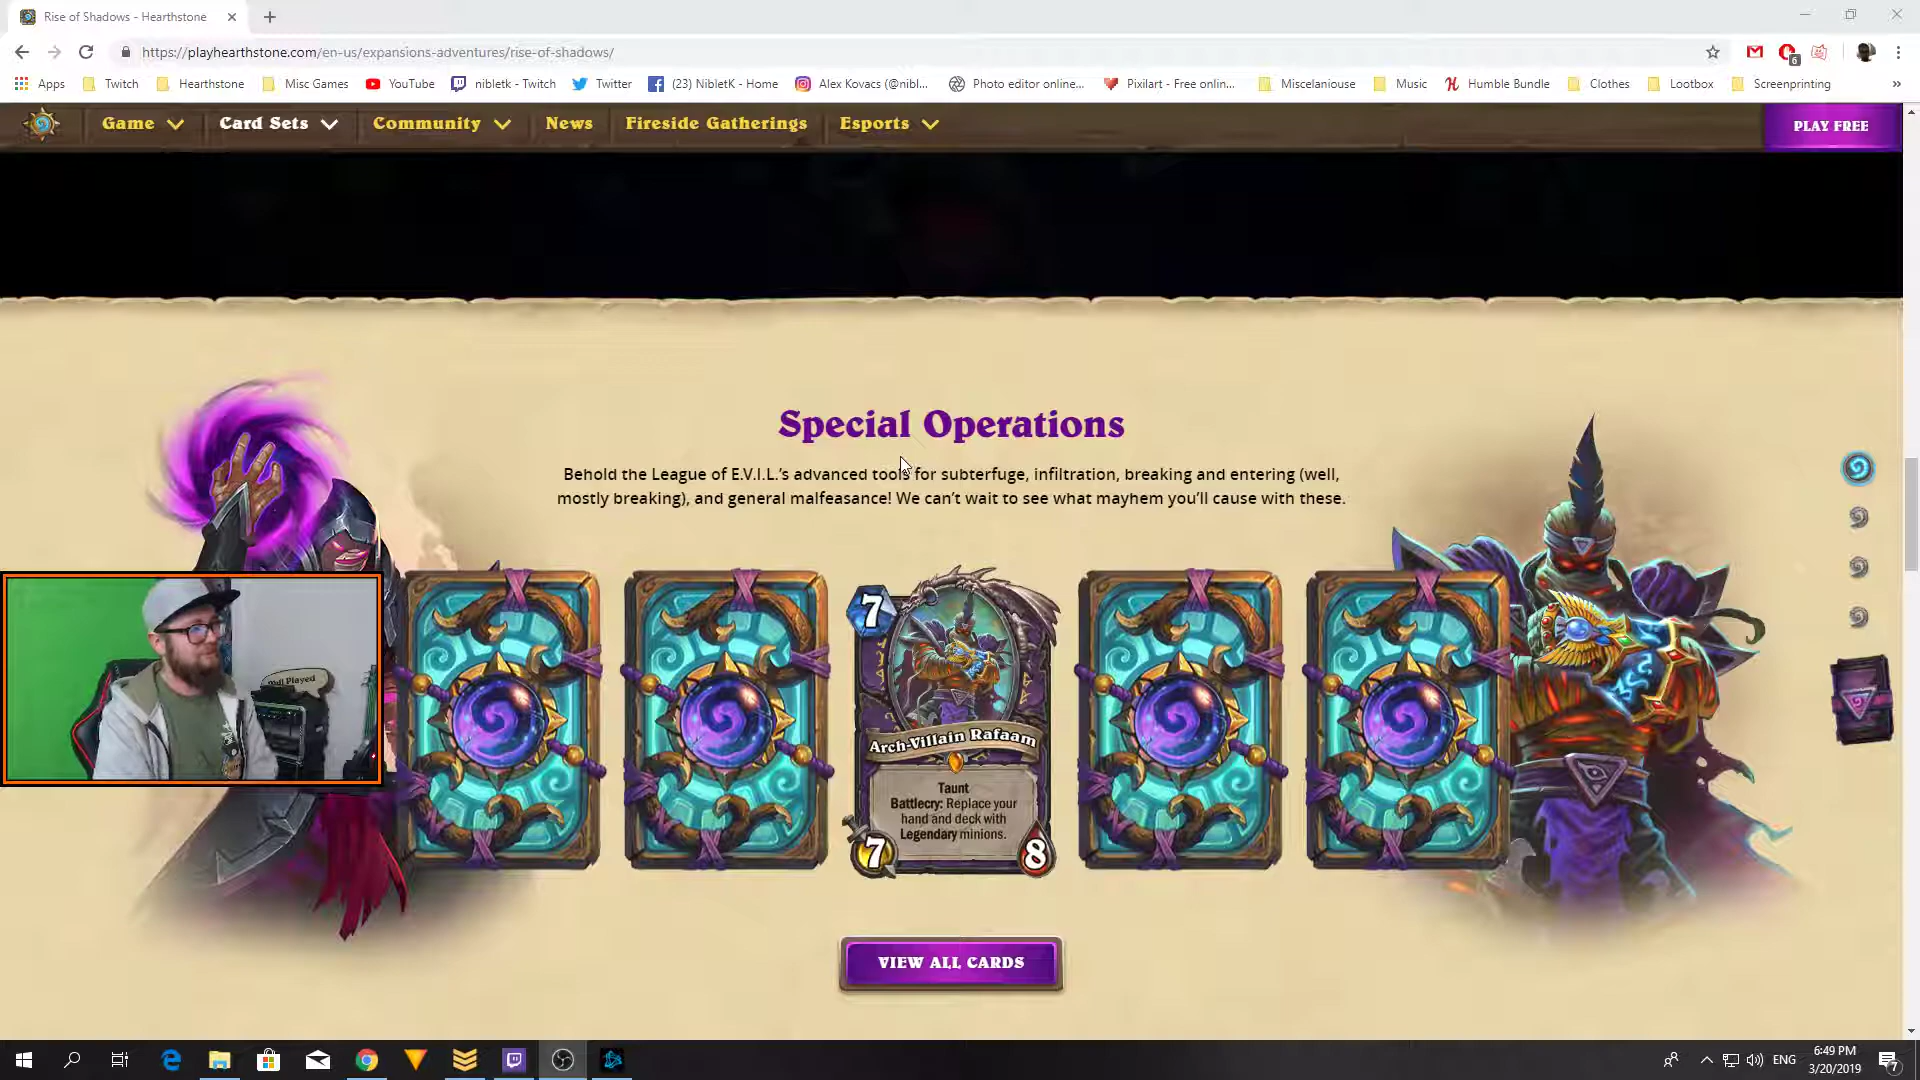 Rise of Shadows - Hearthstone
https://playhearthstone.com/en-us/expansions-adventures/rise-of-shadows/
6
Apps Twitch Hearthstone Misc Games YouTube nibletk - Twitch Twitter (23) NibletK - Home Alex Kovacs (@nibl... Photo editor online... Pixilart - Free onlin... Miscelaniouse Music Humble Bundle Clothes Lootbox Screenprinting »
Game Card Sets Community News Fireside Gatherings Esports PLAY FREE
Special Operations
Behold the League of E.V.I.L.'s advanced tools for subterfuge, infiltration, breaking and entering (well,
mostly breaking), and general malfeasance! We can't wait to see what mayhem you'll cause with these.
7
Arch-Villain Rafaam
Taunt
Battlecry: Replace your
hand and deck with
Legendary minions.
7 8
Well Played
VIEW ALL CARDS
ENG
6:49 PM
3/20/2019
7